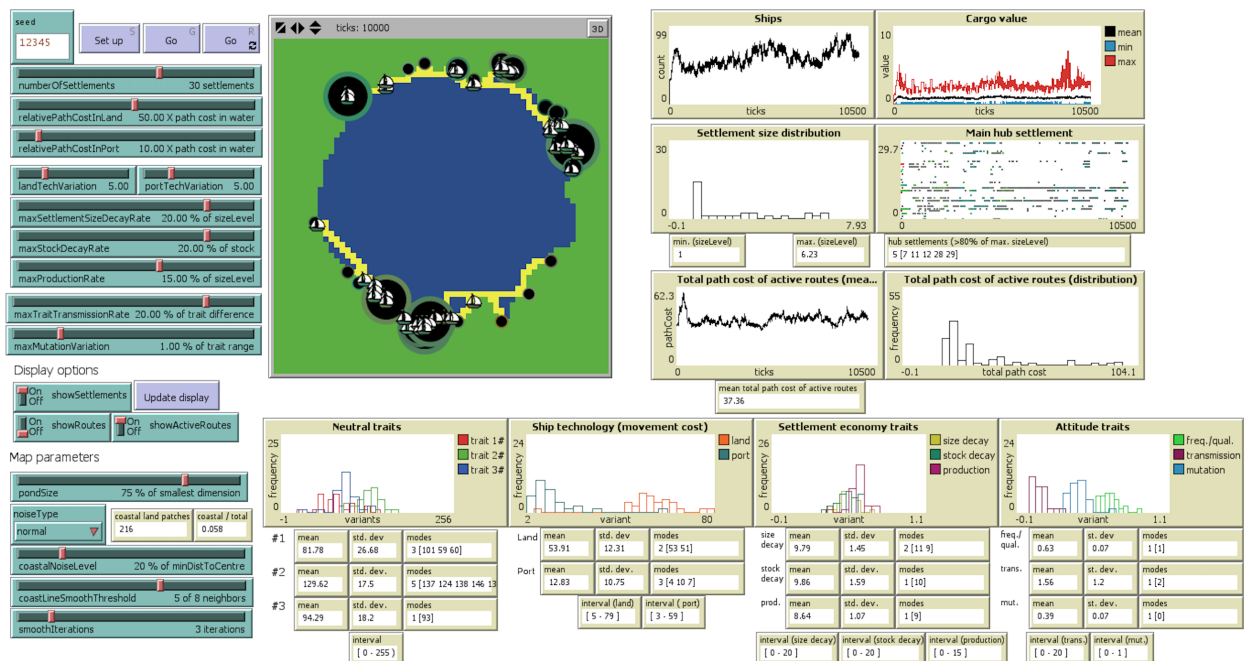 seed
12345
Set up
S
Go
G
Go
R
numberOfSettlements 30 settlements
relativePathCostInLand 50.00 X path cost in water
relativePathCostInPort 10.00 X path cost in water
landTechVariation 5.00
portTechVariation 5.00
maxSettlementSizeDecayRate 20.00 % of sizeLevel
maxStockDecayRate 20.00 % of stock
maxProductionRate 15.00 % of sizeLevel
maxTraitTransmissionRate 20.00 % of trait difference
maxMutationVariation 1.00 % of trait range
Display options
On
Off
showSettlements
Update display
On
Off
showRoutes
On
Off
showActiveRoutes
Map parameters
pondSize 75 % of smallest dimension
noiseType
normal
coastal land patches
216
coastal / total
0.058
coastalNoiseLevel 20 % of minDistToCentre
coastLineSmoothThreshold 5 of 8 neighbors
smoothIterations 3 iterations
ticks: 10000
3D
Ships
99
count
0
0 ticks 10500
Cargo value
10
value
0
0 ticks 10500
mean
min
max
Settlement size distribution
30
0
-0.1 7.93
min. (sizeLevel)
1
max. (sizeLevel)
6.23
Main hub settlement
29.7
0
0 ticks 10500
hub settlements (>80% of max. sizeLevel)
5 [7 11 12 28 29]
Total path cost of active routes (mea...
62.3
pathCost
0
0 ticks 10500
mean total path cost of active routes
37.36
Total path cost of active routes (distribution)
55
frequency
0
-0.1 total path cost 104.1
Neutral traits
25
frequency
0
-1 variants 256
trait 1#
trait 2#
trait 3#
#1
mean
81.78
std. dev
26.68
modes
3 [101 59 60]
#2
mean
129.62
std. dev.
17.5
modes
5 [137 124 138 146 13
#3
mean
94.29
std. dev.
18.2
modes
1 [93]
interval
[ 0 - 255 )
Ship technology (movement cost)
24
frequency
0
2 variant 80
land
port
Land
mean
53.91
std. dev
12.31
modes
2 [53 51]
Port
mean
12.83
std. dev
10.75
modes
3 [4 10 7]
interval (land)
[ 5 - 79 ]
interval ( port)
[ 3 - 59 ]
Settlement economy traits
24
frequency
0
-0.1 variants 1.1
size decay
stock decay
production
size
decay
mean
9.79
std. dev
1.45
modes
2 [11 9]
stock
decay
mean
9.86
std. dev
1.59
modes
1 [10]
prod.
mean
8.64
std. dev
1.07
modes
1 [9]
interval (size decay)
[ 0 - 20 ]
interval (stock decay)
[ 0 - 20 ]
interval (production)
[ 0 - 15 ]
Attitude traits
24
frequency
0
-0.1 variant 1.1
freq./qual.
transmission
mutation
freq./
qual.
mean
0.63
std. dev
0.07
modes
1 [1]
trans.
mean
1.56
std. dev
1.2
modes
1 [2]
mut.
mean
0.39
std. dev
0.07
modes
1 [0]
interval (trans.)
[ 0 - 20 ]
interval (mut.)
[ 0 - 1 ]